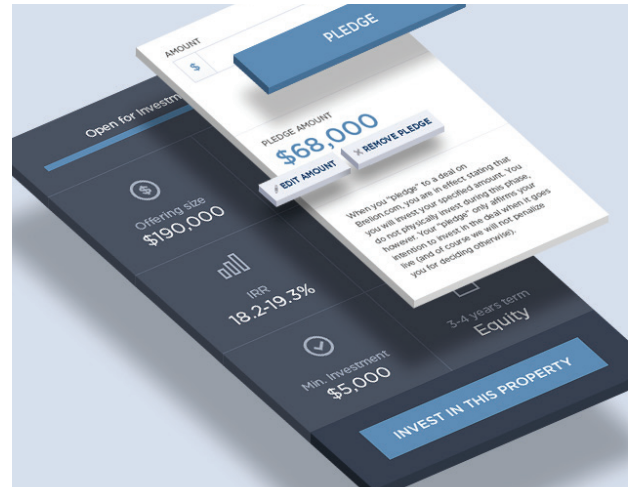 AMOUNT
$
PLEDGE
PLEDGE AMOUNT
$68,000
EDIT AMOUNT
REMOVE PLEDGE
When you "pledge" to a deal on
Brelion.com, you are in effect stating that
you will invest your specified amount. You
do not physically invest during this phase,
however. Your "pledge" only affirms your
intention to invest in the deal when it goes
live (and of course we will not penalize
you for deciding otherwise).
Open for
$
Offering size
$190,000
IRR
18.2-19.3%
Min. Investment
$5,000
3-4 years term
Equity
INVEST IN THIS PROPERTY